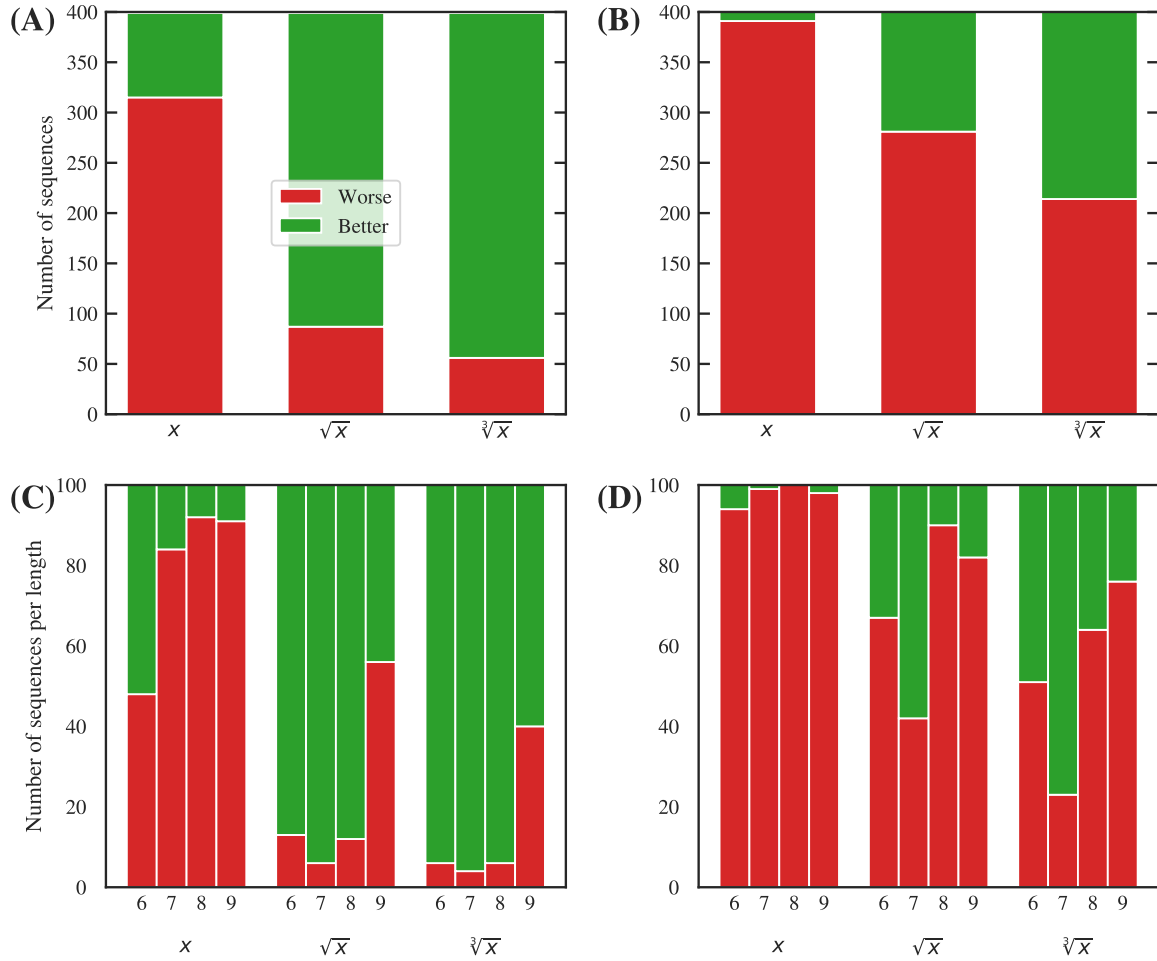 (A)
400
350
300
250
200
150
100
50
0
Number of sequences
Worse
Better
x √x ∛x
(B)
400
350
300
250
200
150
100
50
0
x √x ∛x
(C)
100
80
60
40
20
0
Number of sequences per length
6 7 8 9 6 7 8 9 6 7 8 9
x √x ∛x
(D)
100
80
60
40
20
0
6 7 8 9 6 7 8 9 6 7 8 9
x √x ∛x